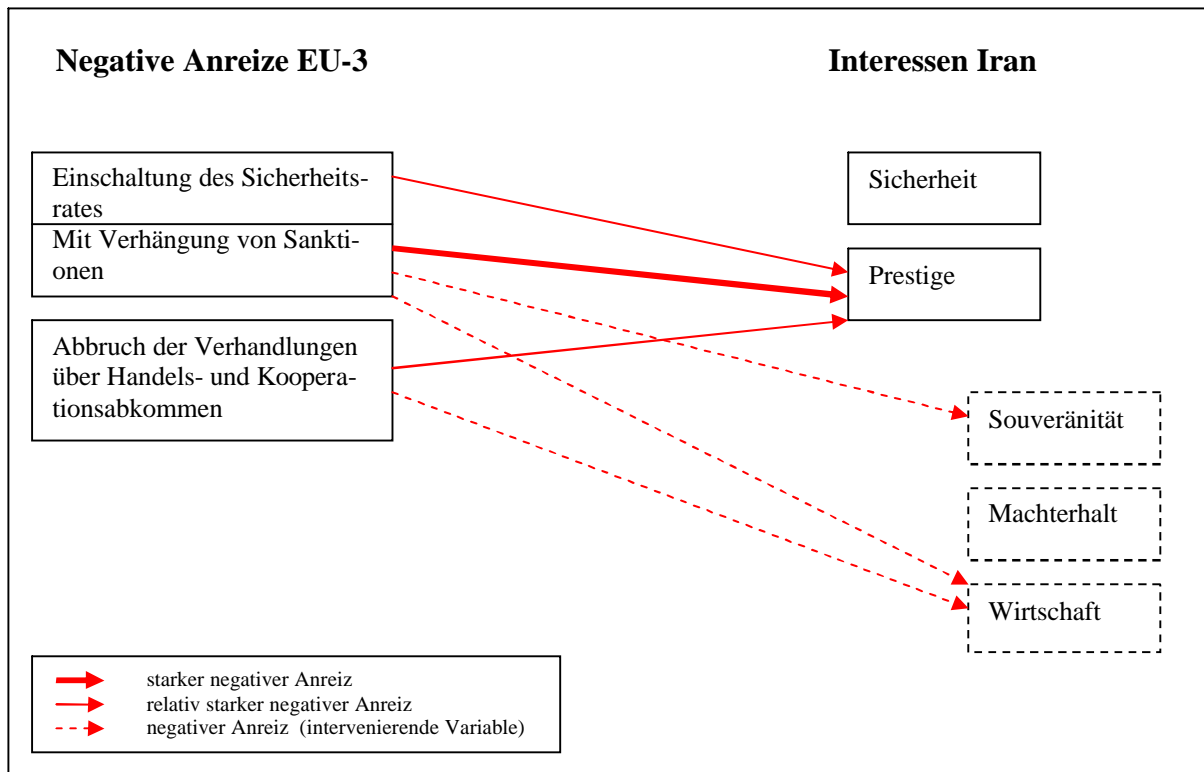 Negative Anreize EU-3
Interessen Iran
Einschaltung des Sicherheits-
rates
Mit Verhängung von Sankti-
onen
Abbruch der Verhandlungen
über Handels- und Koopera-
tionsabkommen
Sicherheit
Prestige
Souveränität
Machterhalt
Wirtschaft
starker negativer Anreiz
relativ starker negativer Anreiz
negativer Anreiz (intervenierende Variable)